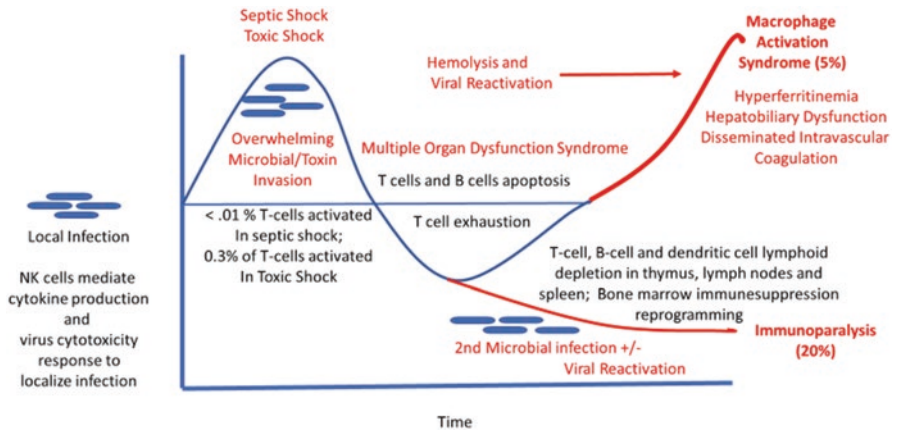 Septic Shock
Toxic Shock
Macrophage
Activation
Syndrome (5%)
Hemolysis and
Viral Reactivation
Hyperferritinemia
Hepatobiliary Dysfunction
Disseminated Intravascular
Coagulation
Overwhelming
Microbial/Toxin
Invasion
Multiple Organ Dysfunction Syndrome
T cells and B cells apoptosis
< .01 % T-cells activated
In septic shock;
0.3% of T-cells activated
In Toxic Shock
T cell exhaustion
Local Infection
NK cells mediate
cytokine production
and
virus cytotoxicity
response to
localize infection
T-cell, B-cell and dendritic cell lymphoid
depletion in thymus, lymph nodes and
spleen; Bone marrow immunesuppression
reprogramming
Immunoparalysis
(20%)
2nd Microbial infection +/-
Viral Reactivation
Time